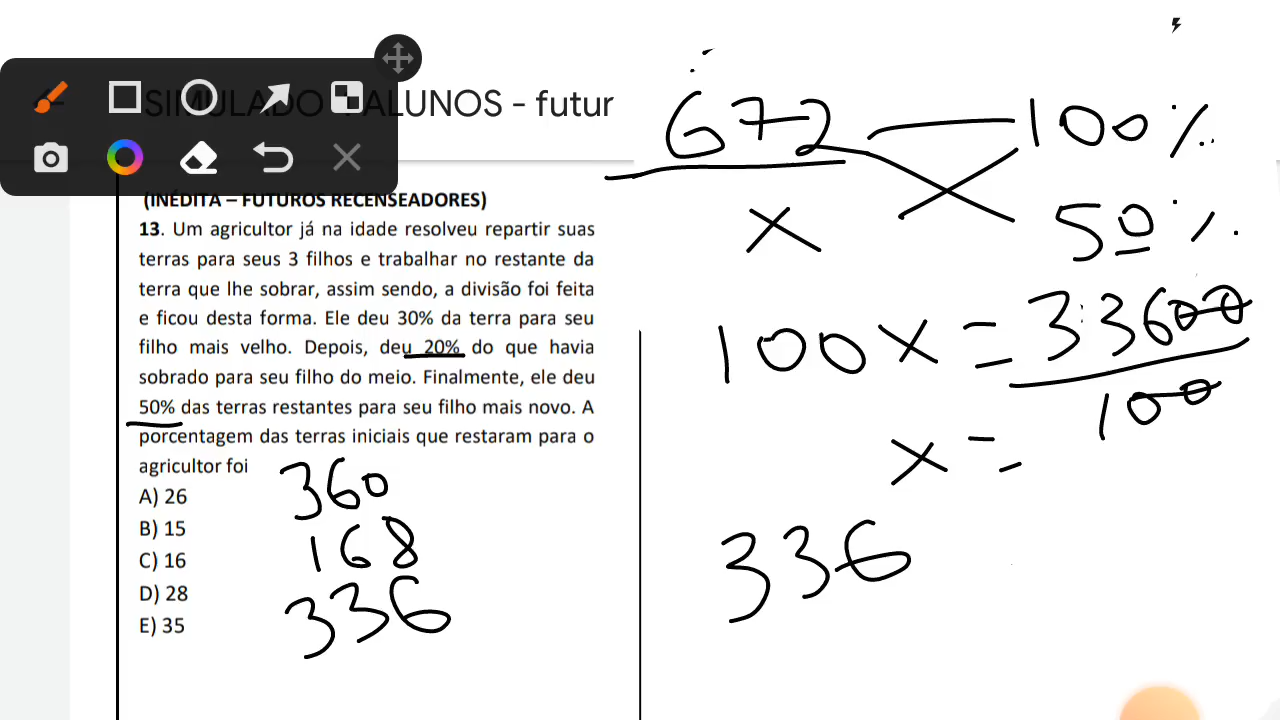 SIMULADO ALUNOS - futur
(INÉDITA – FUTUROS RECENSEADORES)
13. Um agricultor já na idade resolveu repartir suas
terras para seus 3 filhos e trabalhar no restante da
terra que lhe sobrar, assim sendo, a divisão foi feita
e ficou desta forma. Ele deu 30% da terra para seu
filho mais velho. Depois, deu 20% do que havia
sobrado para seu filho do meio. Finalmente, ele deu
50% das terras restantes para seu filho mais novo. A
porcentagem das terras iniciais que restaram para o
agricultor foi
A) 26
B) 15
C) 16
D) 28
E) 35
360
168
336
672 100%
x 50%
100x = 33600
100
x =
336